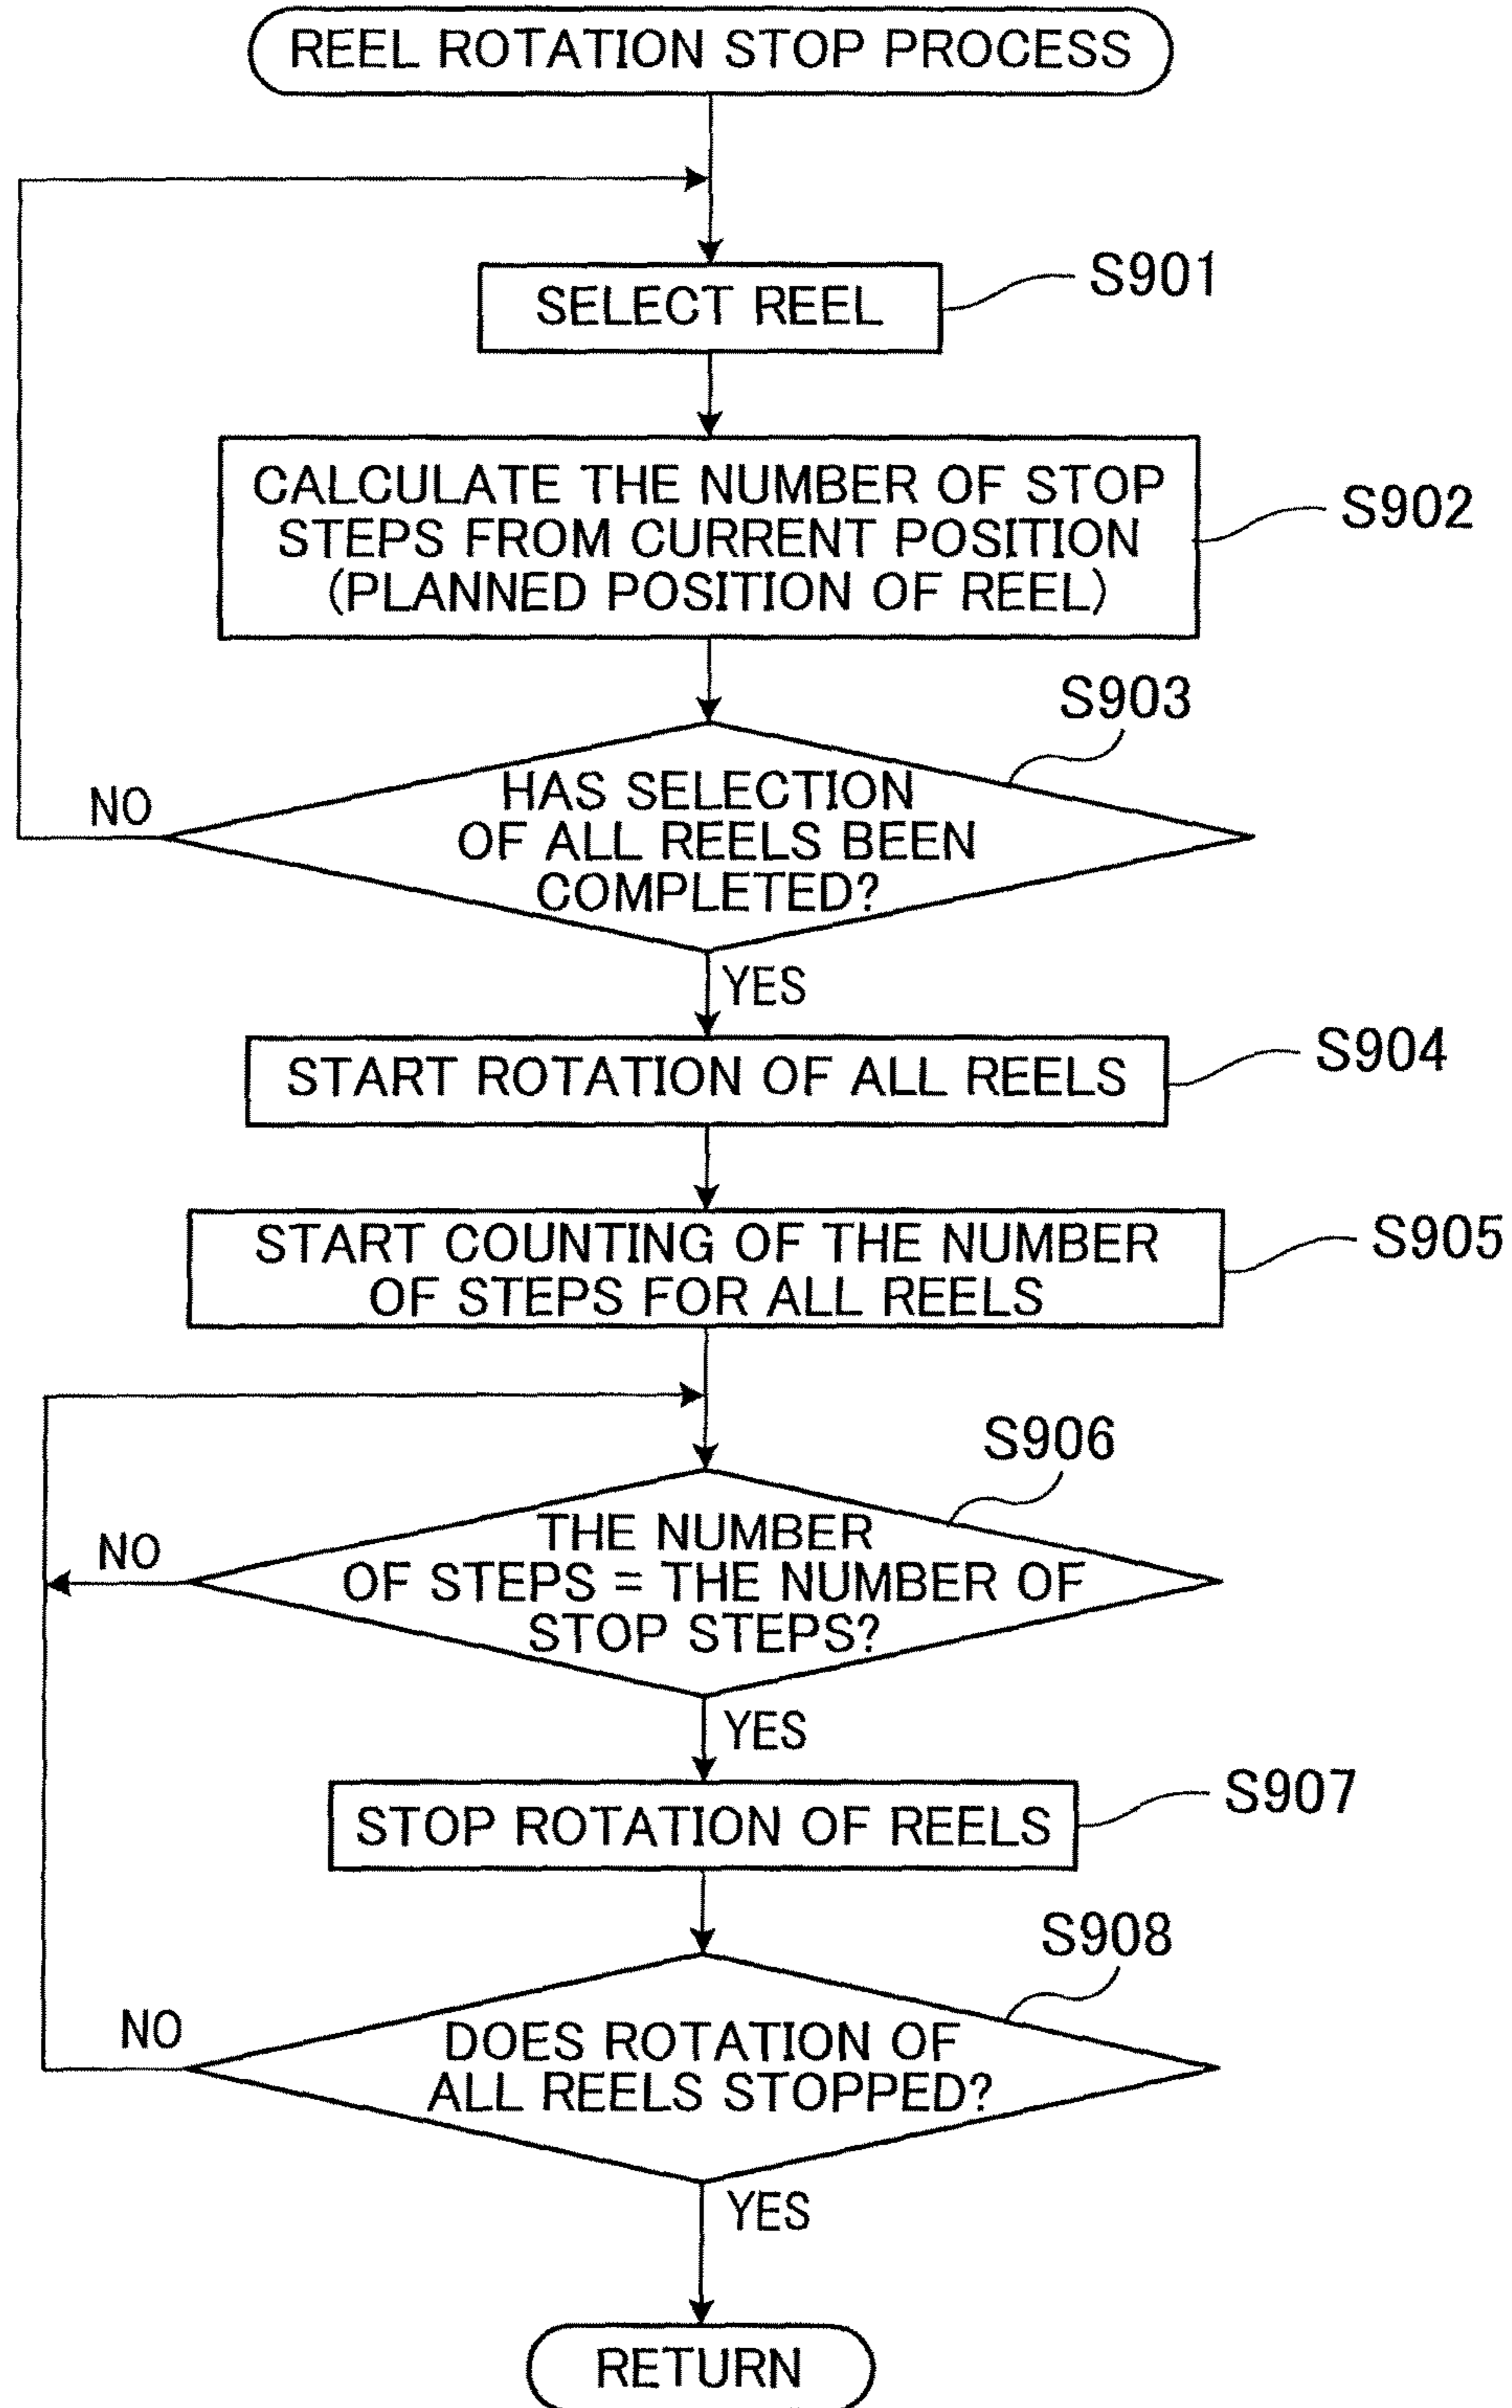 REEL ROTATION STOP PROCESS
SELECT REEL
S901
CALCULATE THE NUMBER OF STOP
STEPS FROM CURRENT POSITION
(PLANNED POSITION OF REEL)
S902
S903
HAS SELECTION
OF ALL REELS BEEN
COMPLETED?
NO
YES
START ROTATION OF ALL REELS
S904
START COUNTING OF THE NUMBER
OF STEPS FOR ALL REELS
S905
S906
THE NUMBER
OF STEPS = THE NUMBER OF
STOP STEPS?
NO
YES
STOP ROTATION OF REELS
S907
S908
DOES ROTATION OF
ALL REELS STOPPED?
NO
YES
RETURN